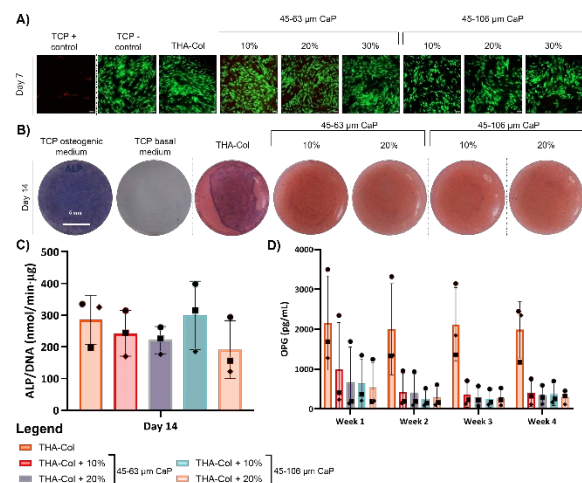 A)
45-63 µm CaP
45-106 µm CaP
TCP +
control
TCP -
control
THA-Col
10%
20%
30%
10%
20%
30%
Day 7
B)
TCP osteogenic
medium
TCP basal
medium
THA-Col
45-63 µm CaP
45-106 µm CaP
10%
20%
10%
20%
Day 14
ALP
6 mm
C)
ALP/DNA (nmol/min·µg)
500
400
300
200
100
0
Day 14
D)
OPG (pg/mL)
4000
3000
2000
1000
0
Week 1
Week 2
Week 3
Week 4
Legend
THA-Col
THA-Col + 10%
THA-Col + 20%
45-63 µm CaP
THA-Col + 10%
THA-Col + 20%
45-106 µm CaP